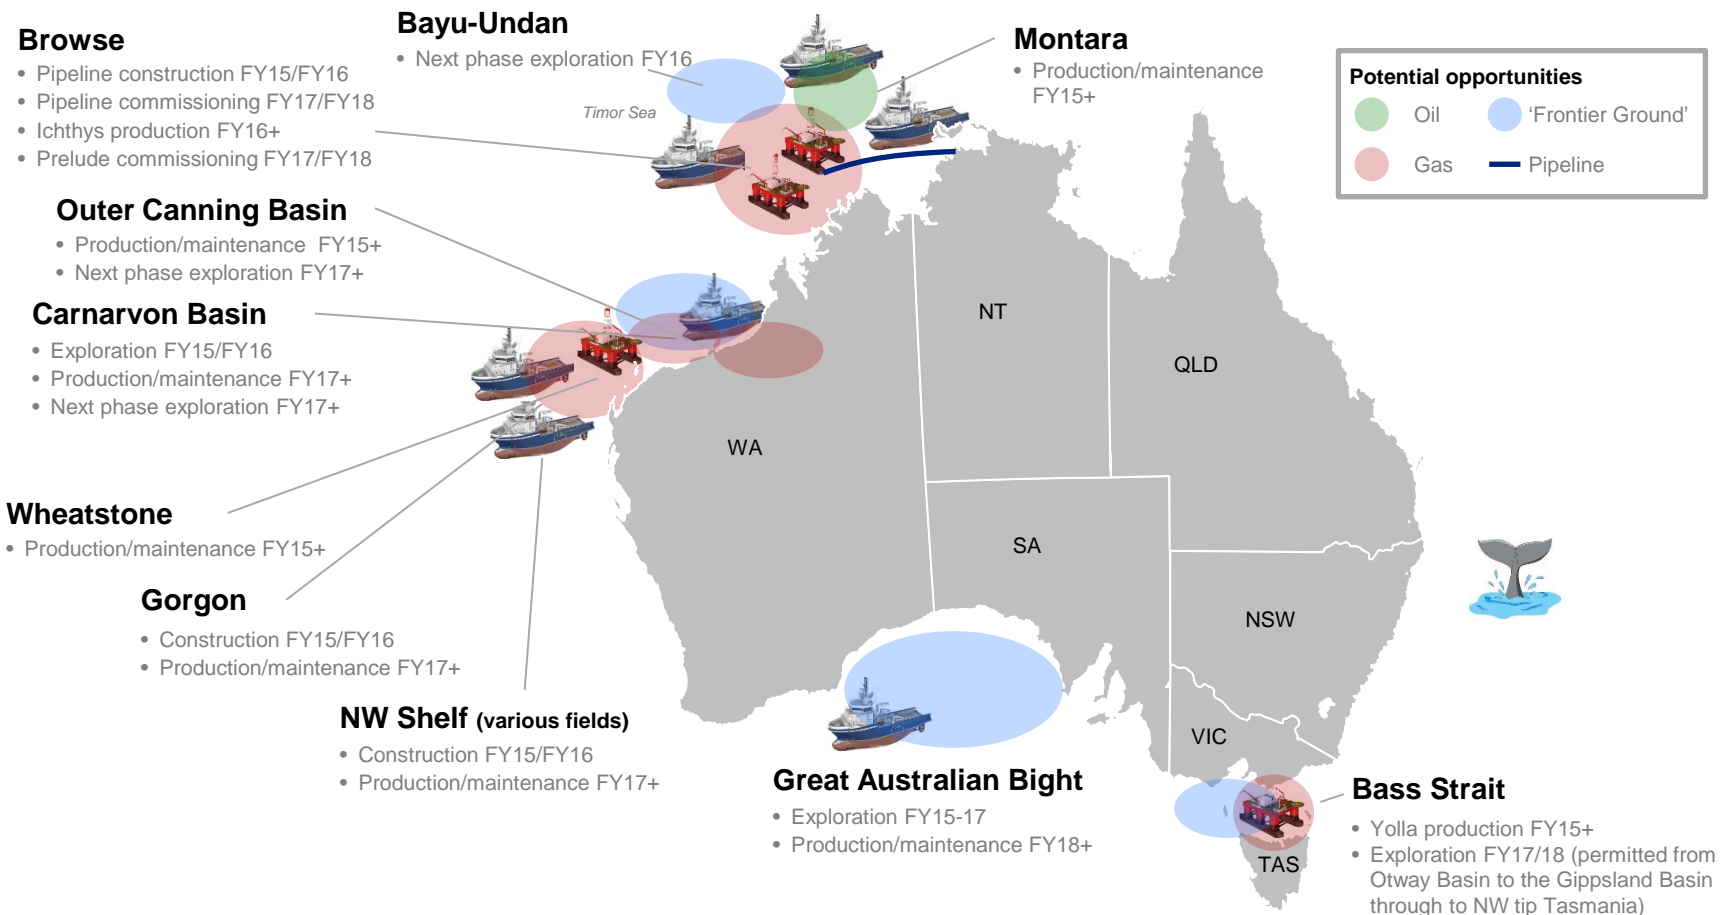 Browse
• Pipeline construction FY15/FY16
• Pipeline commissioning FY17/FY18
• Ichthys production FY16+
• Prelude commissioning FY17/FY18
Bayu-Undan
• Next phase exploration FY16
Timor Sea
Montara
• Production/maintenance
FY15+
Potential opportunities
Oil
'Frontier Ground'
Gas
Pipeline
Outer Canning Basin
• Production/maintenance FY15+
• Next phase exploration FY17+
Carnarvon Basin
• Exploration FY15/FY16
• Production/maintenance FY17+
• Next phase exploration FY17+
Wheatstone
• Production/maintenance FY15+
Gorgon
• Construction FY15/FY16
• Production/maintenance FY17+
NW Shelf (various fields)
• Construction FY15/FY16
• Production/maintenance FY17+
Great Australian Bight
• Exploration FY15-17
• Production/maintenance FY18+
Bass Strait
• Yolla production FY15+
• Exploration FY17/18 (permitted from
Otway Basin to the Gippsland Basin
through to NW tip Tasmania)
NT
QLD
WA
SA
NSW
VIC
TAS